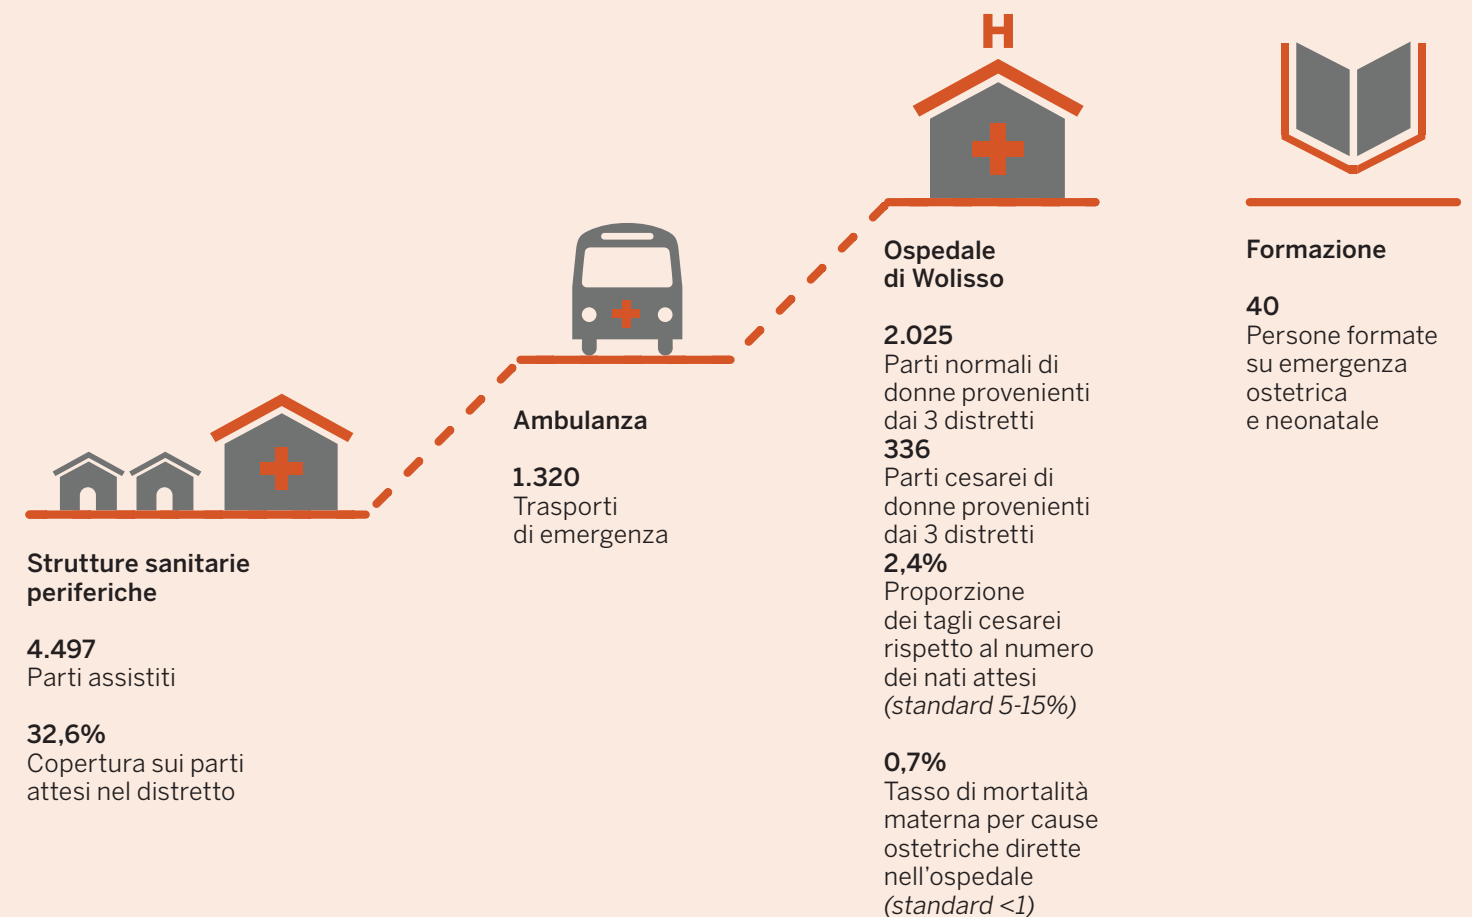 H
Strutture sanitarie
periferiche
4.497
Parti assistiti
32,6%
Copertura sui parti
attesi nel distretto
Ambulanza
1.320
Trasporti
di emergenza
Ospedale
di Wolisso
2.025
Parti normali di
donne provenienti
dai 3 distretti
336
Parti cesarei di
donne provenienti
dai 3 distretti
2,4%
Proporzione
dei tagli cesarei
rispetto al numero
dei nati attesi
(standard 5-15%)
0,7%
Tasso di mortalità
materna per cause
ostetriche dirette
nell’ospedale
(standard <1)
Formazione
40
Persone formate
su emergenza
ostetrica
e neonatale